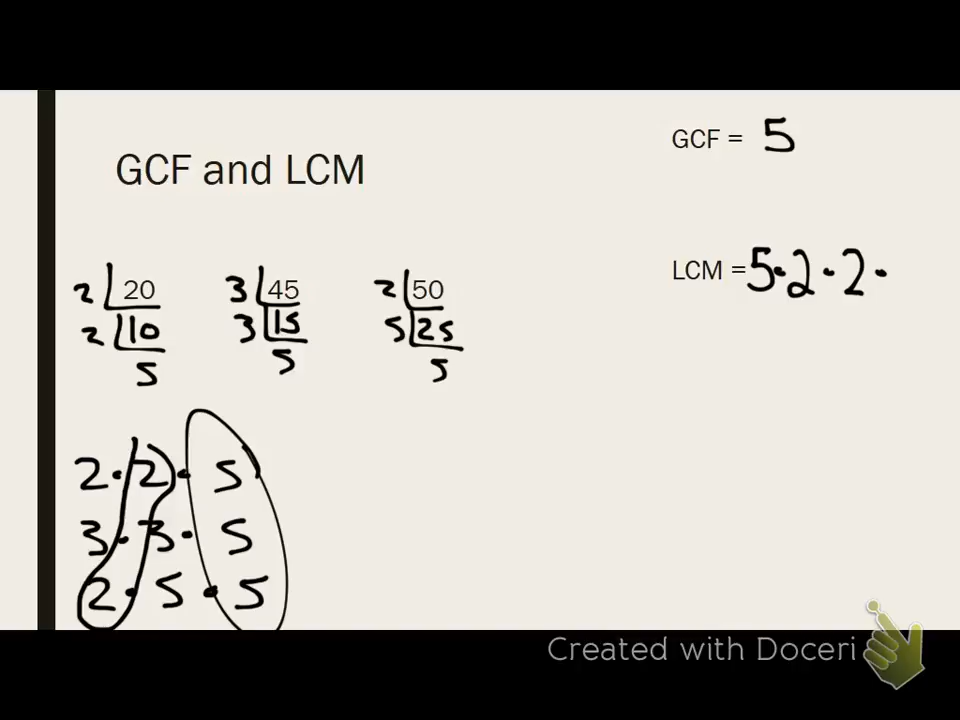 GCF = 5
GCF and LCM
LCM = 5 · 2 · 2 ·
2 20 3 45 2 50
2 10 3 15 5 25
5 5 5
2 · 2 · 5
3 · 3 · 5
2 · 5 · 5
Created with Doceri